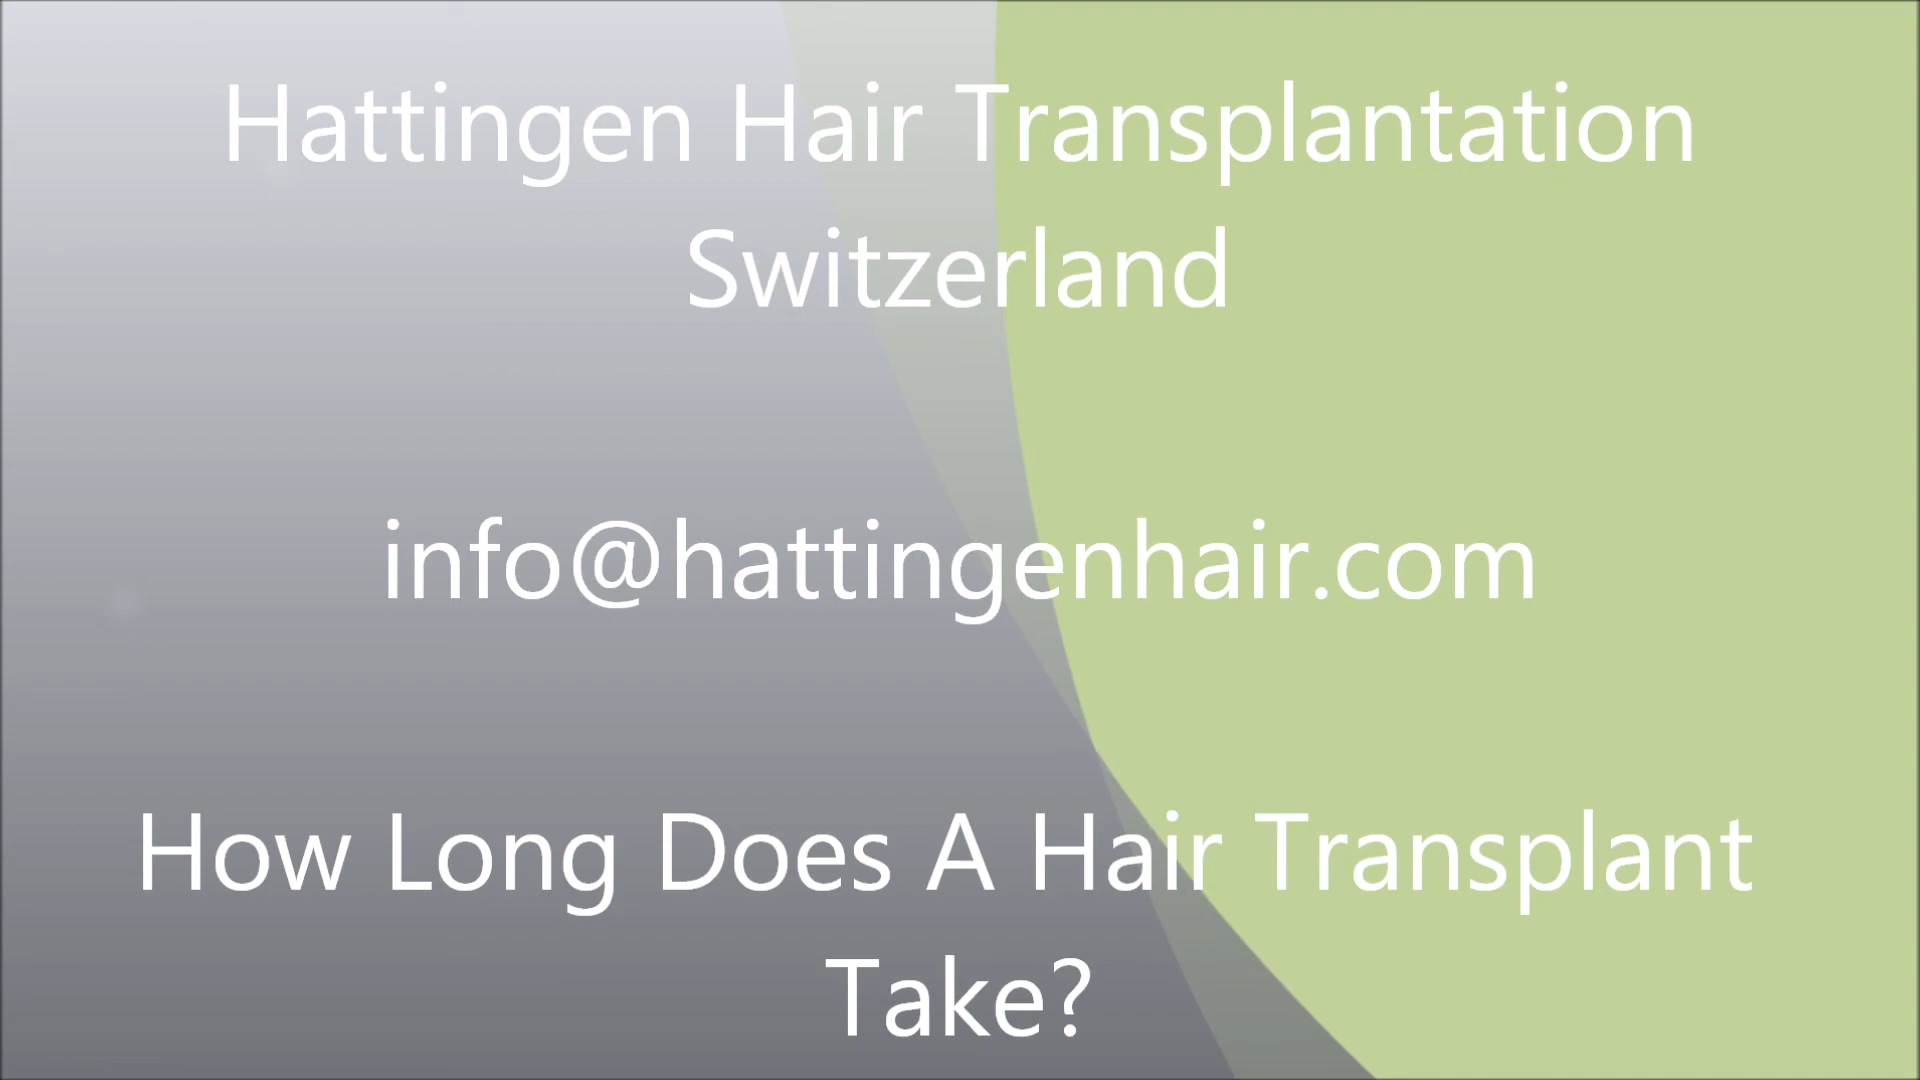 Hattingen Hair Transplantation
Switzerland
info@hattingenhair.com
How Long Does A Hair Transplant
Take?